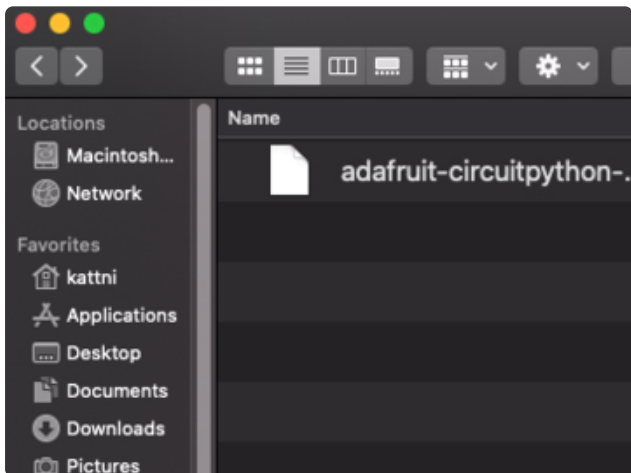 Locations
Macintosh...
Network
Favorites
kattni
Applications
Desktop
Documents
Downloads
Pictures
Name
adafruit-circuitpython-..